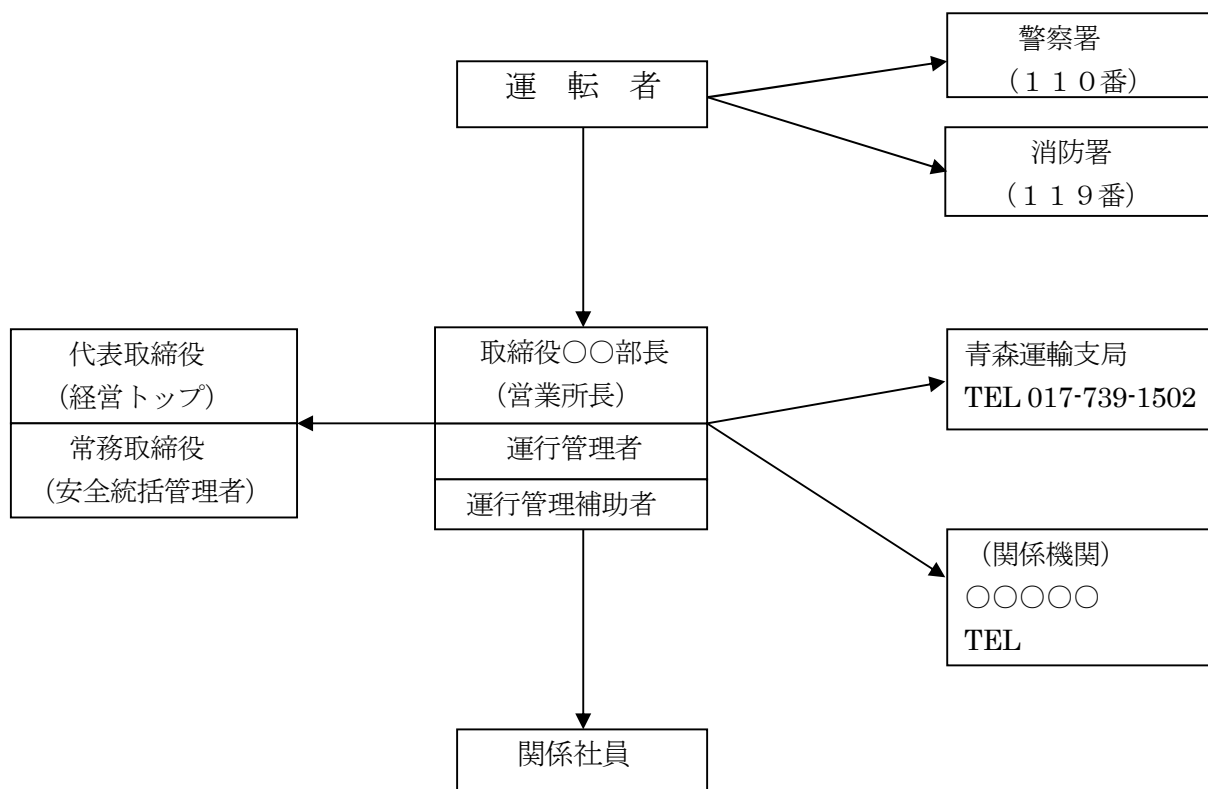 運　転　者
警察署
（１１０番）
消防署
（１１９番）
代表取締役
（経営トップ）
常務取締役
（安全統括管理者）
取締役○○部長
（営業所長）
運行管理者
運行管理補助者
青森運輸支局
TEL 017-739-1502
（関係機関）
○○○○○
TEL
関係社員